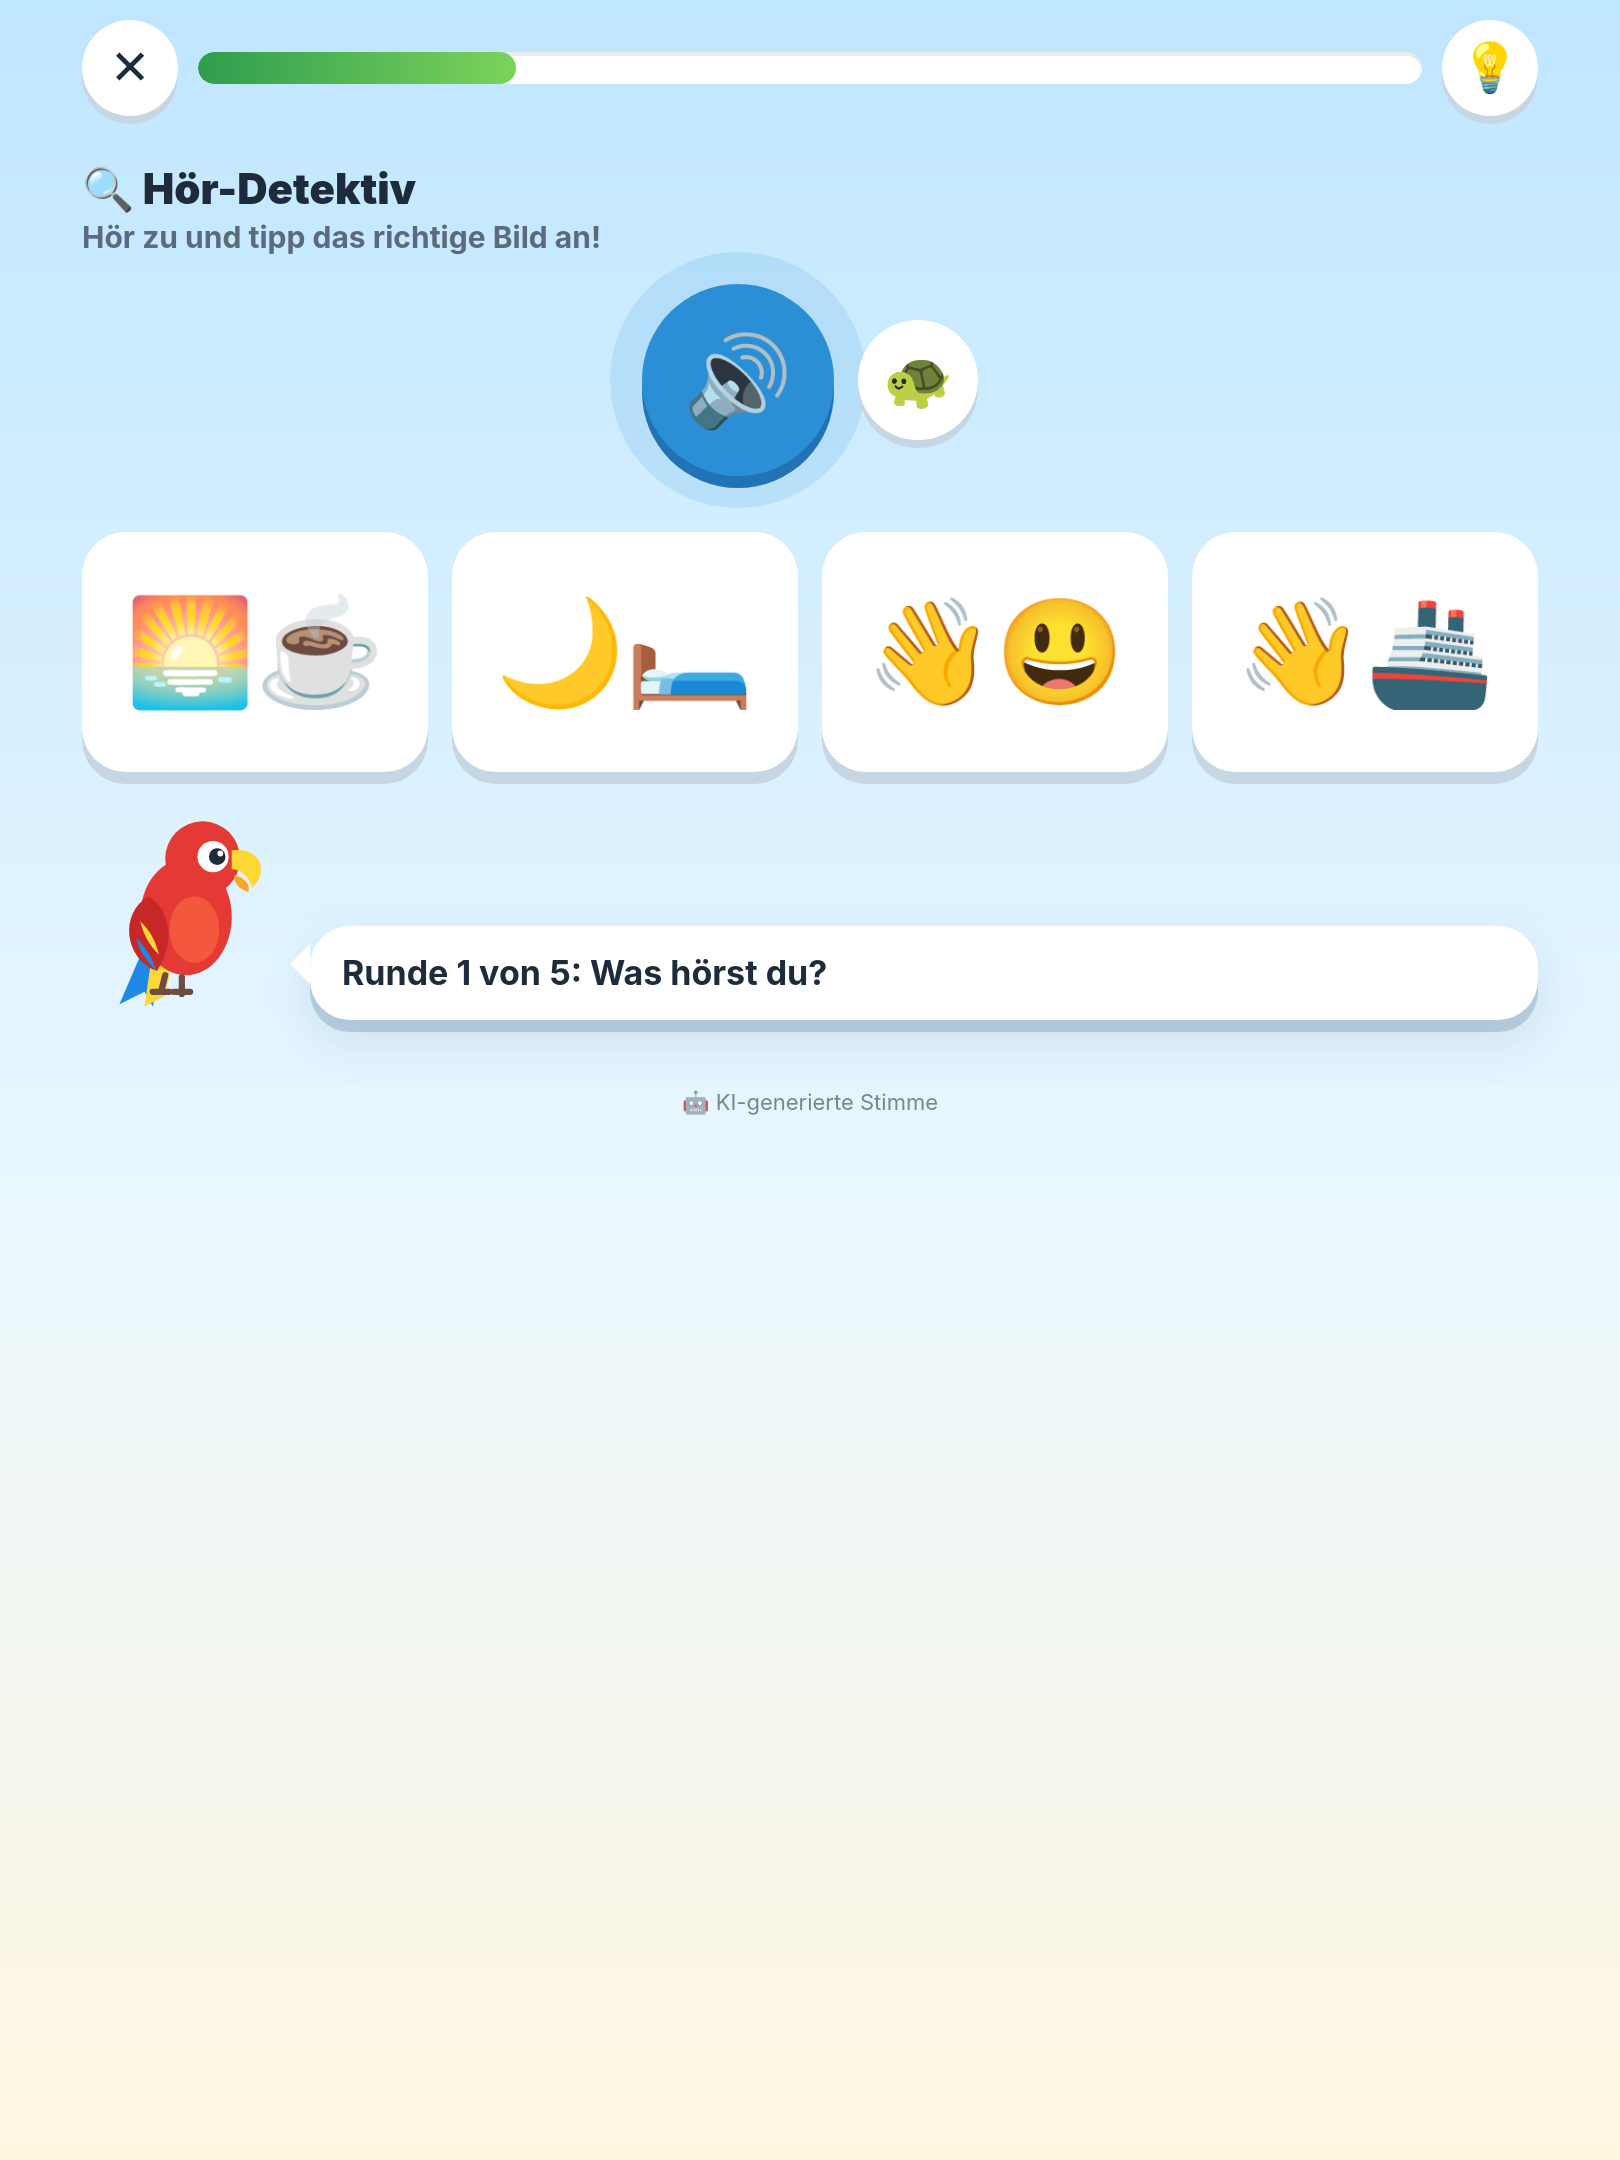 Hör-Detektiv
Hör zu und tipp das richtige Bild an!
Runde 1 von 5: Was hörst du?
KI-generierte Stimme